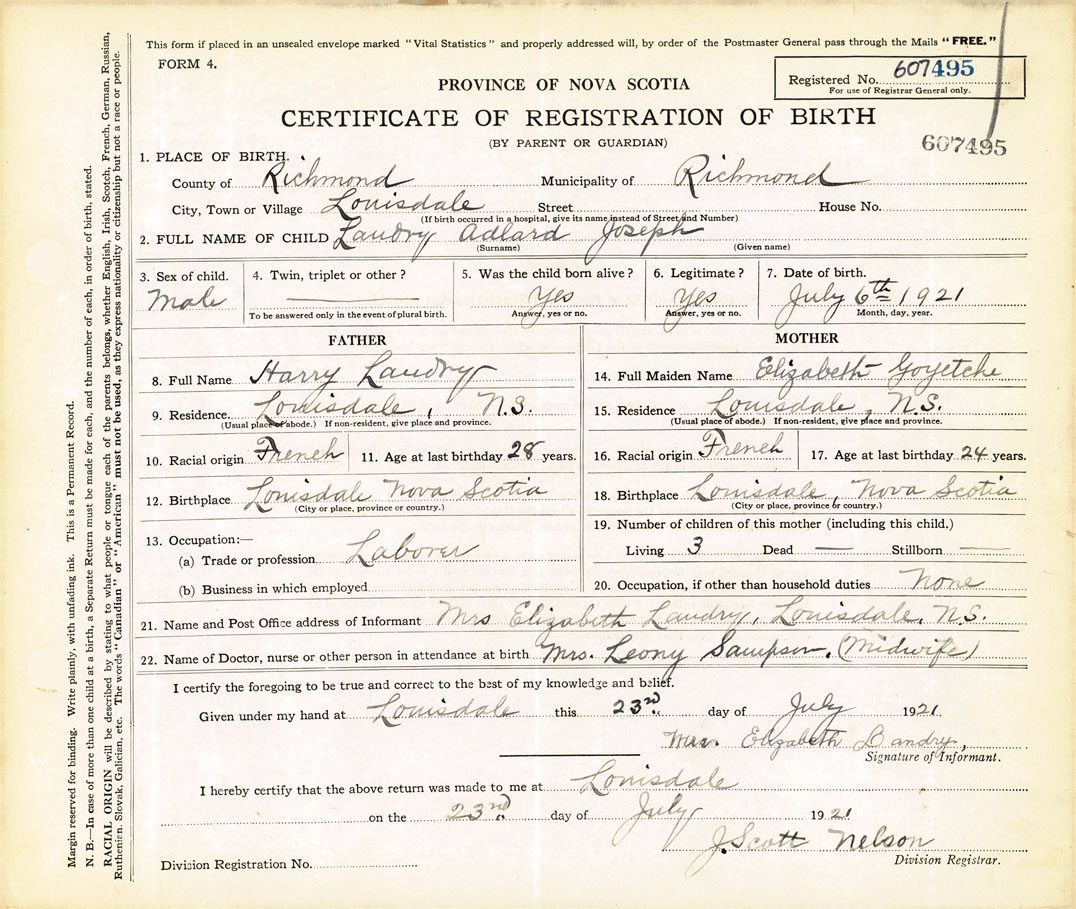 This form if placed in an unsealed envelope marked "Vital Statistics" and properly addressed will, by order of the Postmaster General pass through the Mails "FREE."
FORM 4.
Registered No. 607495
For use of Registrar General only.
PROVINCE OF NOVA SCOTIA
CERTIFICATE OF REGISTRATION OF BIRTH
(BY PARENT OR GUARDIAN)
607495
1. PLACE OF BIRTH.
County of Richmond Municipality of Richmond
City, Town or Village Louisdale Street House No.
(If birth occurred in a hospital, give its name instead of Street and Number)
2. FULL NAME OF CHILD Landry Adlard Joseph
(Surname) (Given name)
3. Sex of child. 4. Twin, triplet or other? 5. Was the child born alive? 6. Legitimate? 7. Date of birth.
Male Yes Yes July 6th 1921
To be answered only in the event of plural birth. Answer, yes or no. Answer, yes or no. Month, day, year.
FATHER
8. Full Name Harry Landry
9. Residence. Louisdale, N.S.
(Usual place of abode.) If non-resident, give place and province.
10. Racial origin French 11. Age at last birthday 28 years.
12. Birthplace Louisdale Nova Scotia
(City or place, province or country.)
13. Occupation:—
(a) Trade or profession Laborer
(b) Business in which employed
MOTHER
14. Full Maiden Name Elizabeth Goyetche
15. Residence Louisdale, N.S.
(Usual place of abode.) If non-resident, give place and province.
16. Racial origin French 17. Age at last birthday 24 years.
18. Birthplace Louisdale, Nova Scotia
(City or place, province or country.)
19. Number of children of this mother (including this child.)
Living 3 Dead — Stillborn —
20. Occupation, if other than household duties None
21. Name and Post Office address of Informant Mrs Elizabeth Landry, Louisdale, N.S.
22. Name of Doctor, nurse or other person in attendance at birth Mrs. Leony Sampson. (Midwife)
I certify the foregoing to be true and correct to the best of my knowledge and belief.
Given under my hand at Louisdale this 23rd day of July 1921
Mrs. Elizabeth Landry,
Signature of Informant.
I hereby certify that the above return was made to me at Louisdale
on the 23rd day of July 1921
J. Scott Nelson
Division Registrar.
Division Registration No.
Margin reserved for binding. Write plainly, with unfading ink. This is a Permanent Record.
N. B.—In case of more than one child at a birth, a Separate Return must be made for each, and the number of each, in order of birth, stated.
RACIAL ORIGIN will be described by stating to what people or tongue each of the parents belongs, whether English, Irish, Scotch, French, German, Russian,
Ruthenian, Slovak, Galician, etc. The words "Canadian" or "American" must not be used, as they express nationality or citizenship but not a race or people.